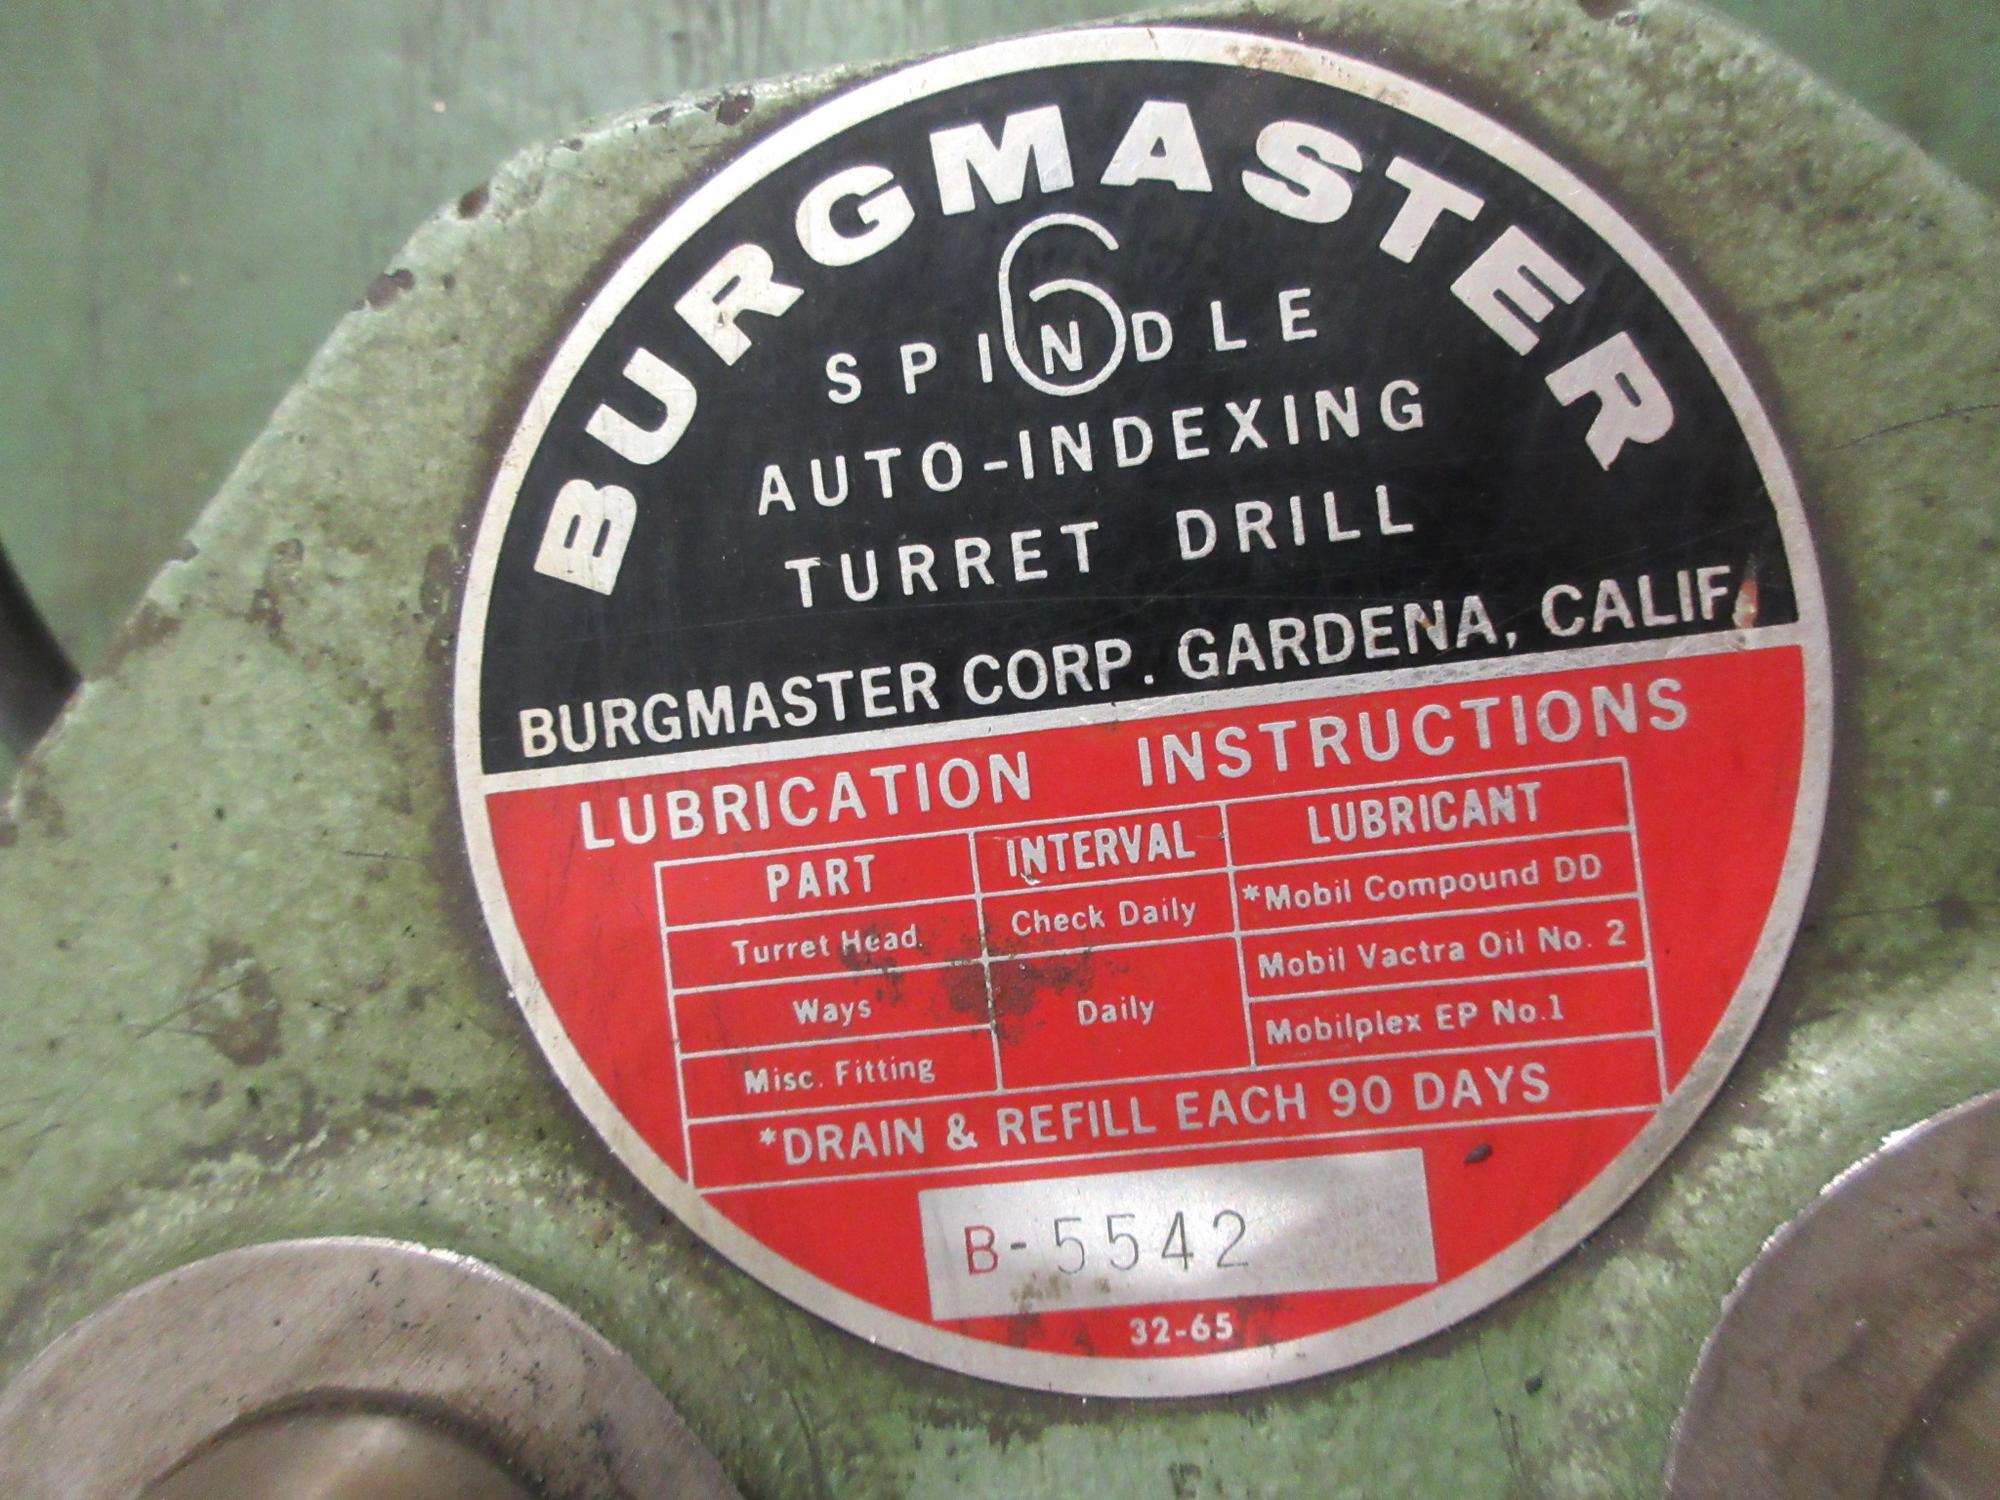 BURGMASTER
6
SPINDLE
AUTO-INDEXING
TURRET DRILL
BURGMASTER CORP. GARDENA, CALIF.
LUBRICATION INSTRUCTIONS
PART INTERVAL LUBRICANT
Turret Head Check Daily *Mobil Compound DD
Ways Daily Mobil Vactra Oil No. 2
Misc. Fitting Mobilplex EP No.1
*DRAIN & REFILL EACH 90 DAYS
B-5542
32-65